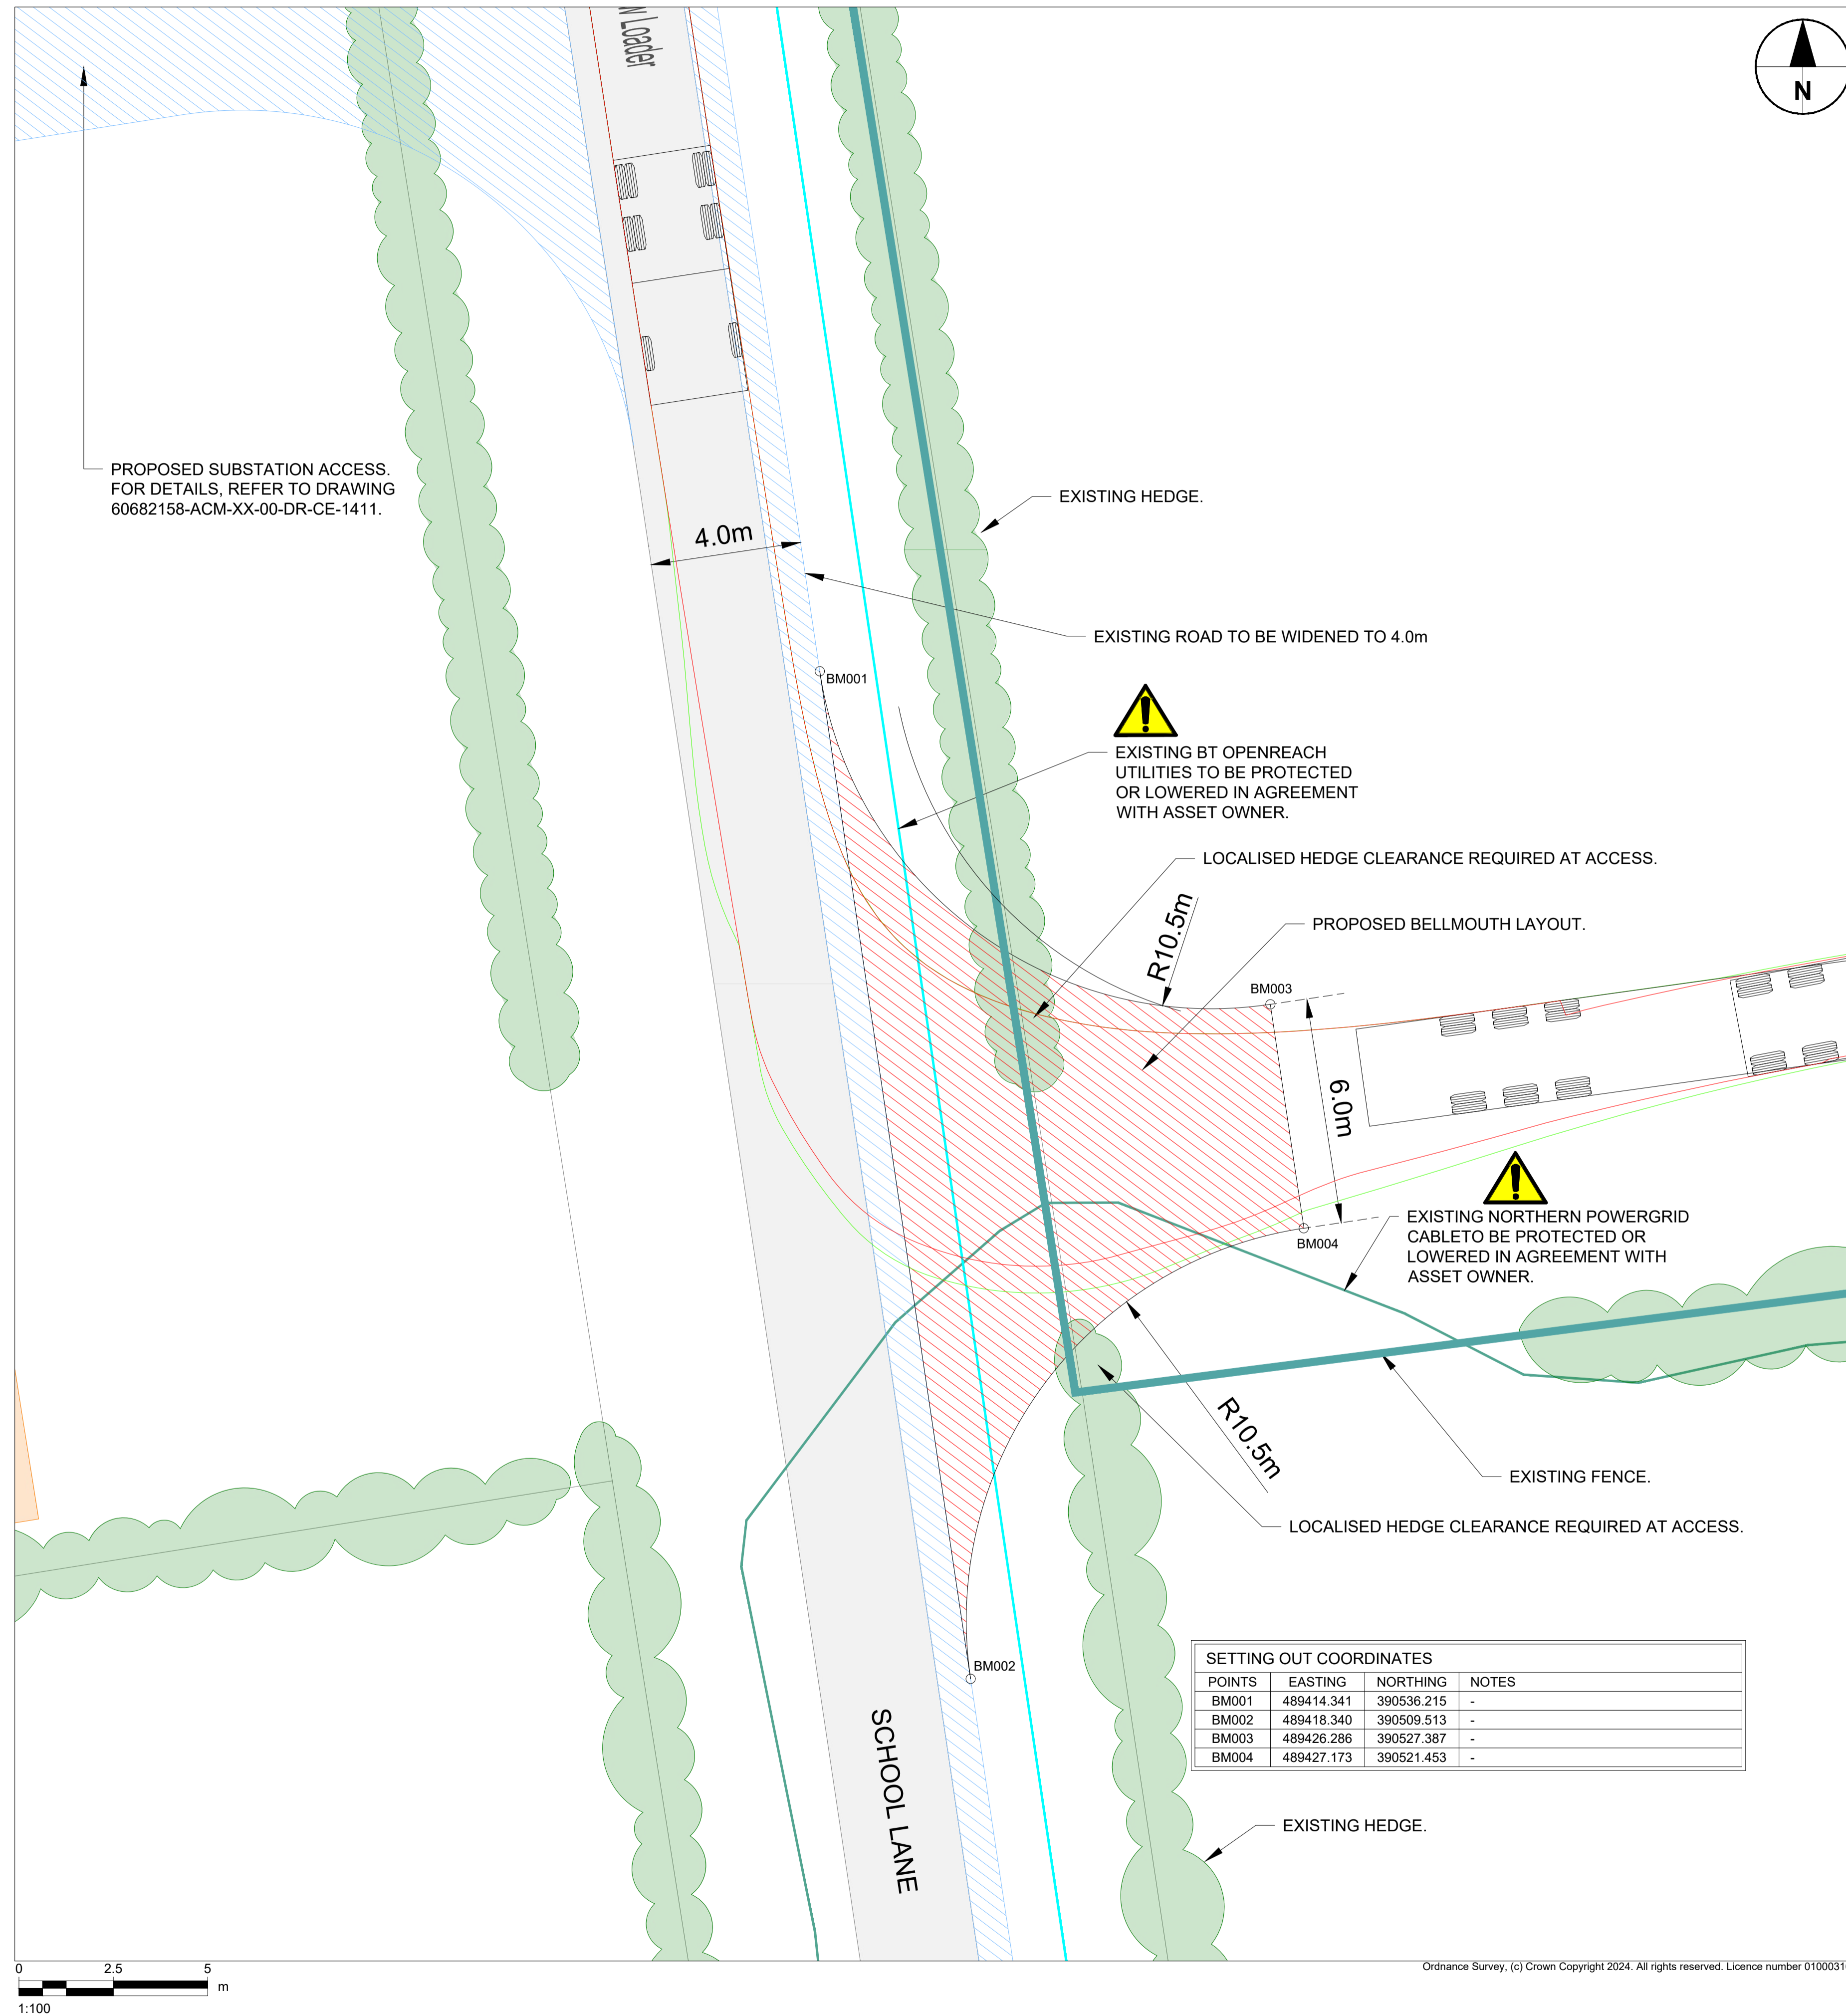 Loader
N
PROPOSED SUBSTATION ACCESS.
FOR DETAILS, REFER TO DRAWING
60682158-ACM-XX-00-DR-CE-1411.
EXISTING HEDGE.
4.0m
EXISTING ROAD TO BE WIDENED TO 4.0m
BM001
EXISTING BT OPENREACH
UTILITIES TO BE PROTECTED
OR LOWERED IN AGREEMENT
WITH ASSET OWNER.
LOCALISED HEDGE CLEARANCE REQUIRED AT ACCESS.
R10.5m
PROPOSED BELLMOUTH LAYOUT.
BM003
6.0m
BM004
EXISTING NORTHERN POWERGRID
CABLETO BE PROTECTED OR
LOWERED IN AGREEMENT WITH
ASSET OWNER.
R10.5m
EXISTING FENCE.
LOCALISED HEDGE CLEARANCE REQUIRED AT ACCESS.
BM002
SCHOOL LANE
SETTING OUT COORDINATES
POINTS EASTING NORTHING NOTES
BM001 489414.341 390536.215 -
BM002 489418.340 390509.513 -
BM003 489426.286 390527.387 -
BM004 489427.173 390521.453 -
EXISTING HEDGE.
Ordnance Survey, (c) Crown Copyright 2024. All rights reserved. Licence number
0 2.5 5
m
1:100